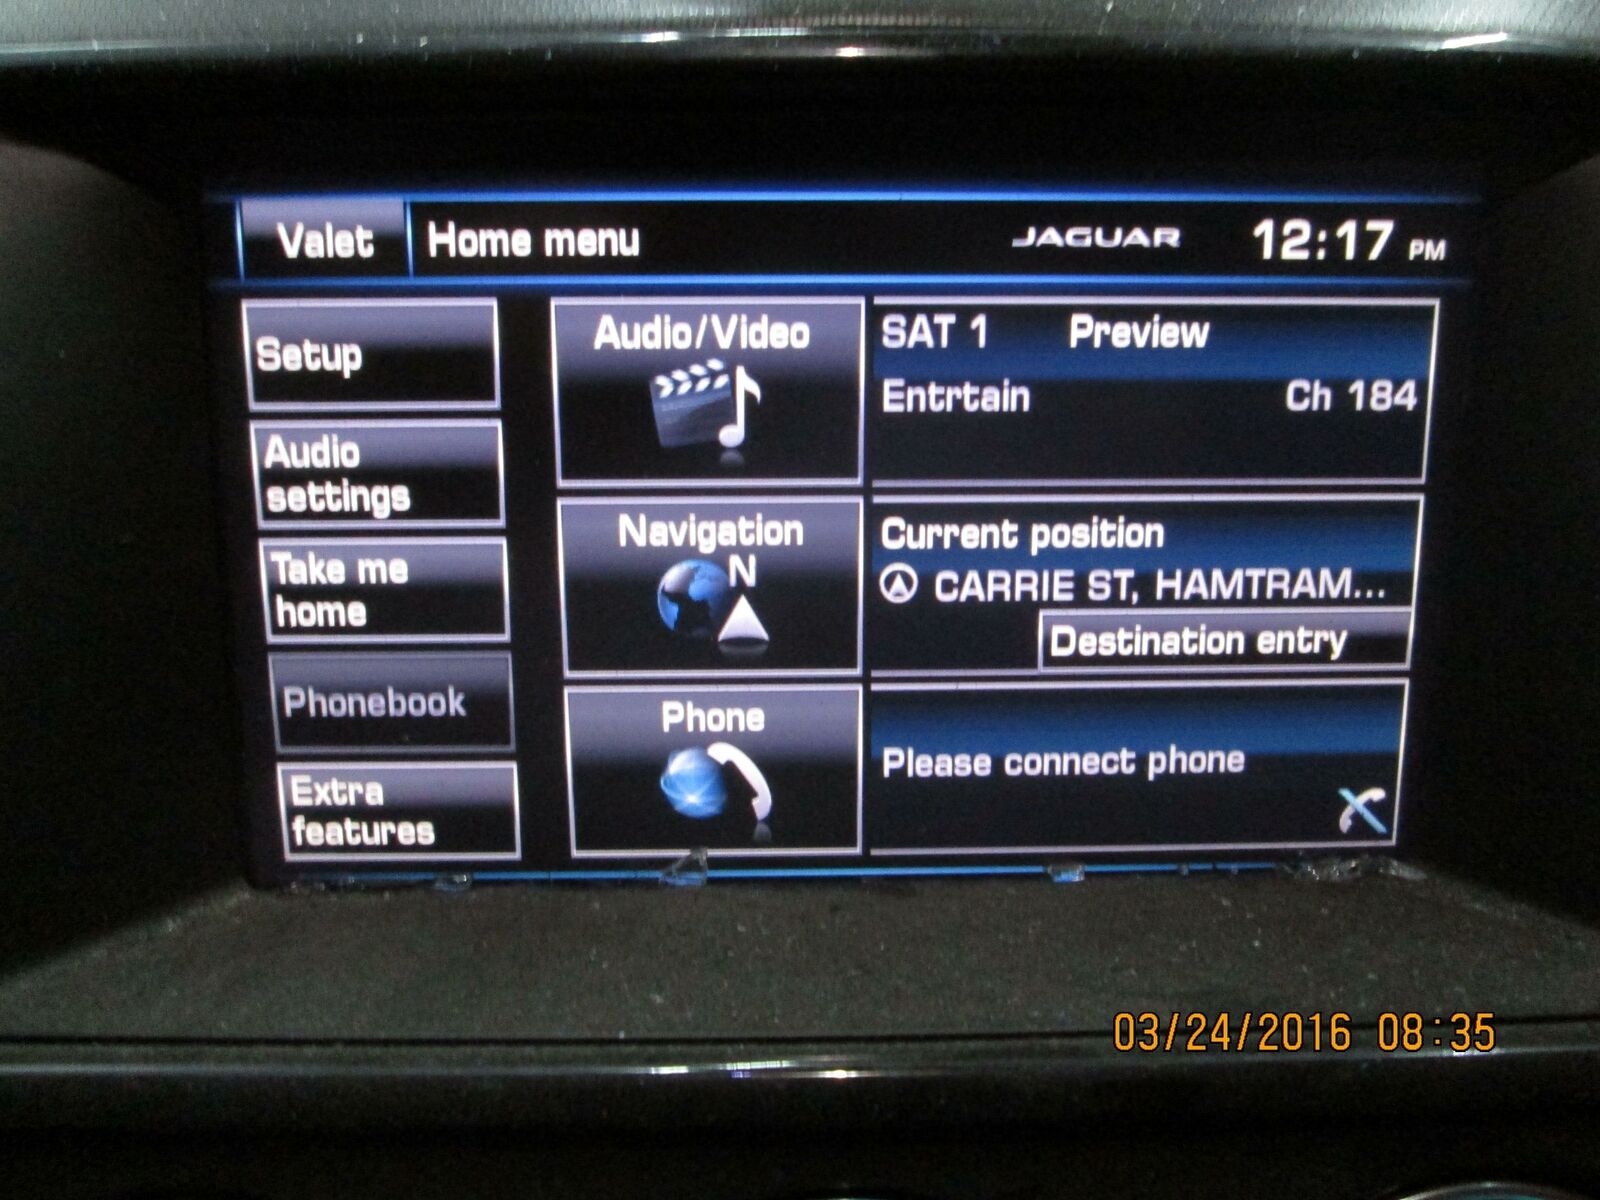 Valet
Home menu
JAGUAR
12:17 PM
Setup
Audio
settings
Take me
home
Phonebook
Extra
features
Audio/Video
Navigation
N
Phone
SAT 1 Preview
Entrtain Ch 184
Current position
CARRIE ST, HAMTRAM...
Destination entry
Please connect phone
03/24/2016 08:35